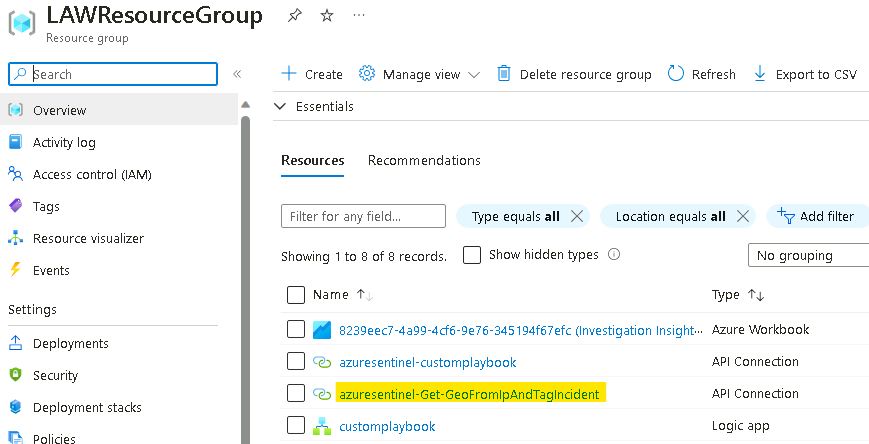 LAWResourceGroup
Resource group
Search
Overview
Activity log
Access control (IAM)
Tags
Resource visualizer
Events
Settings
Deployments
Security
Deployment stacks
Policies
Create
Manage view
Delete resource group
Refresh
Export to CSV
Essentials
Resources Recommendations
Filter for any field...
Type equals all
Location equals all
Add filter
Showing 1 to 8 of 8 records.
Show hidden types
No grouping
Name Type
8239eec7-4a99-4cf6-9e76-345194f67efc (Investigation Insight··· Azure Workbook
azuresentinel-customplaybook API Connection
azuresentinel-Get-GeoFromIpAndTagIncident API Connection
customplaybook Logic app